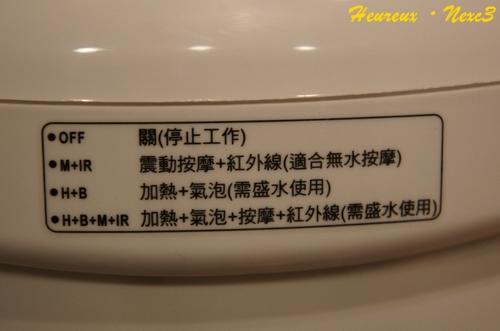 Heureux · Nexc3
•OFF 關(停止工作)
•M+IR 震動按摩+紅外線(適合無水按摩)
•H+B 加熱+氣泡(需盛水使用)
•H+B+M+IR 加熱+氣泡+按摩+紅外線(需盛水使用)